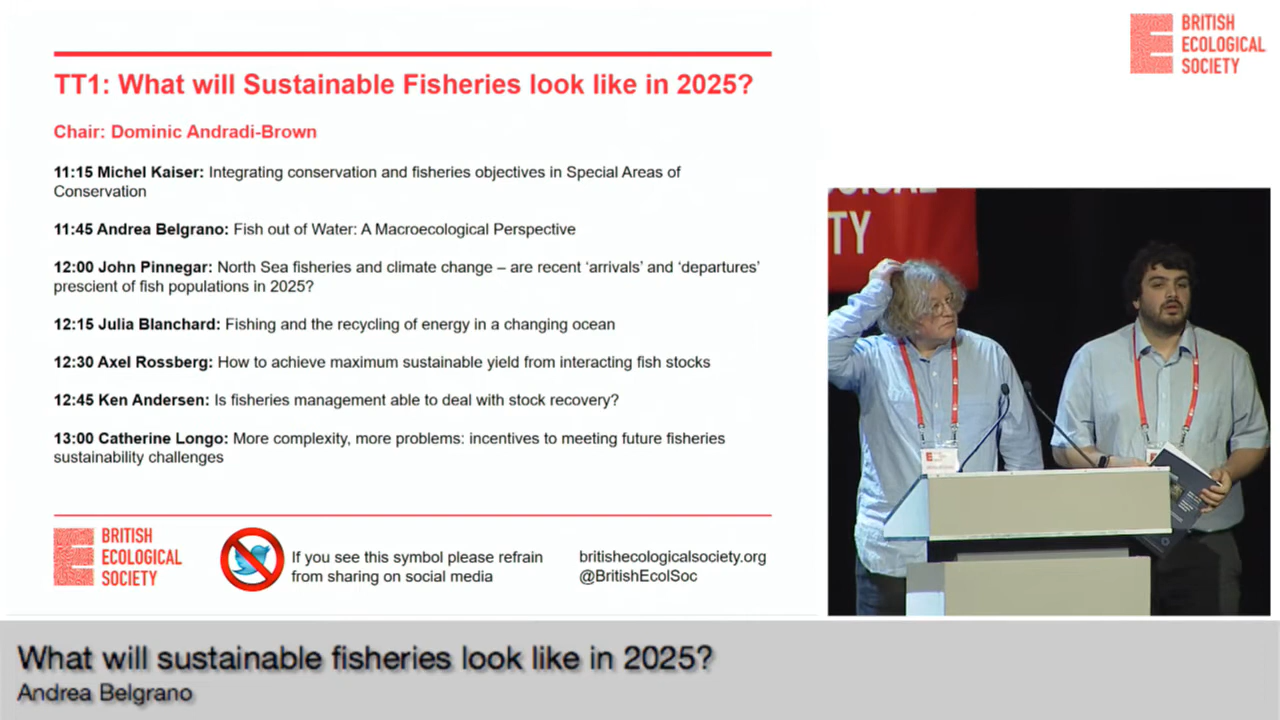 TT1: What will Sustainable Fisheries look like in 2025?
Chair: Dominic Andradi-Brown
11:15 Michel Kaiser: Integrating conservation and fisheries objectives in Special Areas of
Conservation
11:45 Andrea Belgrano: Fish out of Water: A Macroecological Perspective
12:00 John Pinnegar: North Sea fisheries and climate change – are recent ‘arrivals’ and ‘departures’
prescient of fish populations in 2025?
12:15 Julia Blanchard: Fishing and the recycling of energy in a changing ocean
12:30 Axel Rossberg: How to achieve maximum sustainable yield from interacting fish stocks
12:45 Ken Andersen: Is fisheries management able to deal with stock recovery?
13:00 Catherine Longo: More complexity, more problems: incentives to meeting future fisheries
sustainability challenges
BRITISH
ECOLOGICAL
SOCIETY
If you see this symbol please refrain
from sharing on social media
britishecologicalsociety.org
@BritishEcolSoc
BRITISH
ECOLOGICAL
SOCIETY
What will sustainable fisheries look like in 2025?
Andrea Belgrano